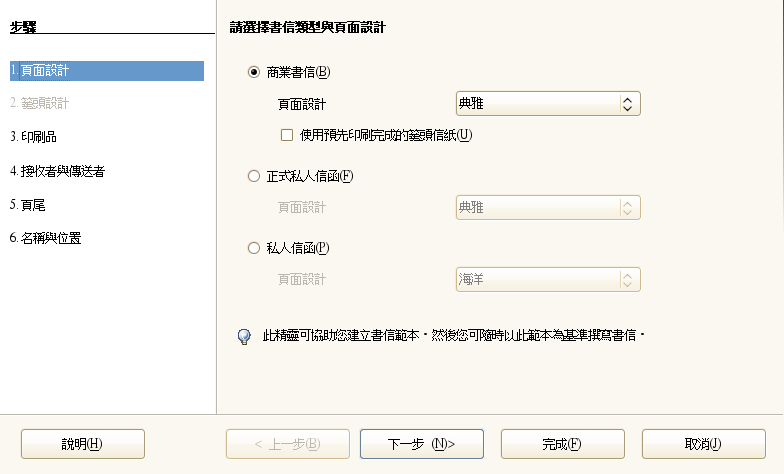 步驟
1. 頁面設計
2. 箋頭設計
3. 印刷品
4. 接收者與傳送者
5. 頁尾
6. 名稱與位置
請選擇書信類型與頁面設計
商業書信(B)
頁面設計
典雅
使用預先印刷完成的箋頭信紙(U)
正式私人信函(F)
頁面設計
典雅
私人信函(P)
頁面設計
海洋
此精靈可協助您建立書信範本。然後您可隨時以此範本為基準撰寫書信。
說明(H)
< 上一步(B)
下一步 (N)>
完成(F)
取消(J)